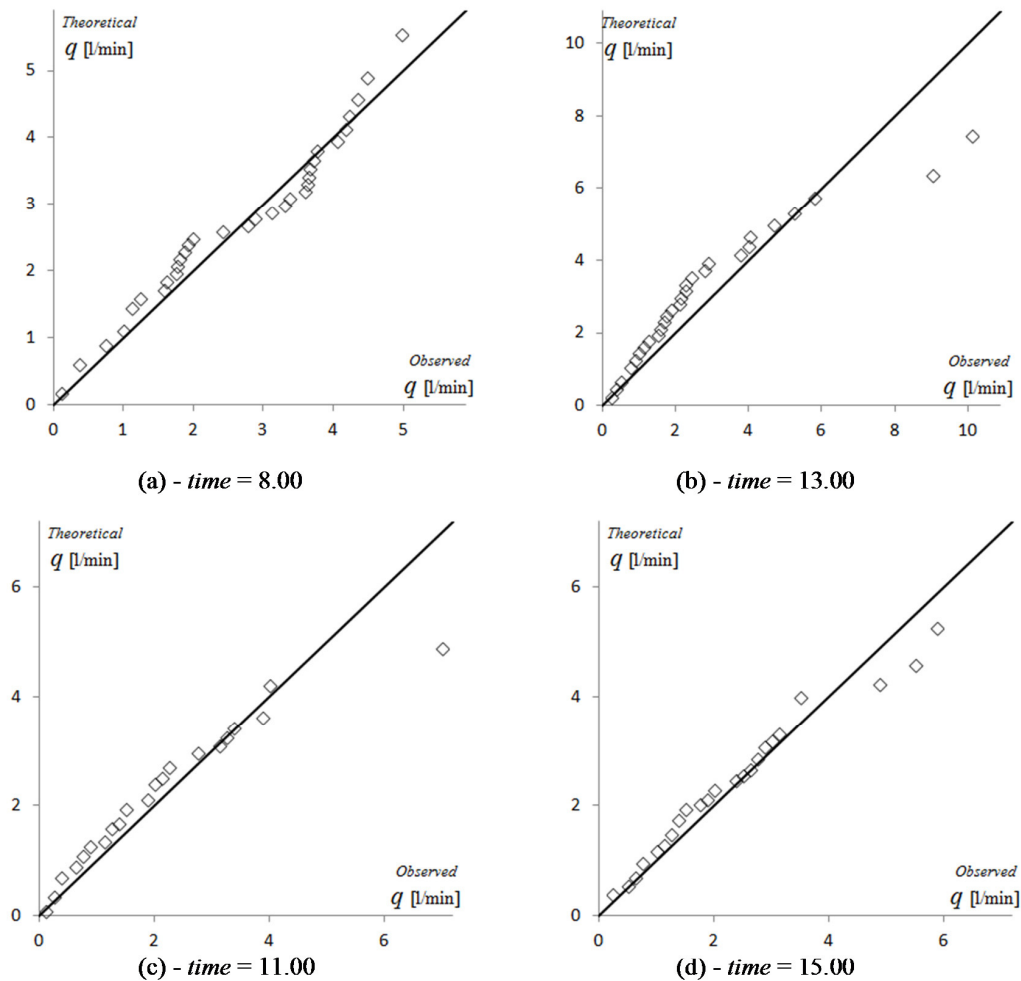 Theoretical
q [l/min]
5
4
3
2
1
0
Observed
q [l/min]
0 1 2 3 4 5
(a) - time = 8.00
Theoretical
q [l/min]
10
8
6
4
2
0
Observed
q [l/min]
0 2 4 6 8 10
(b) - time = 13.00
Theoretical
q [l/min]
6
4
2
0
Observed
q [l/min]
0 2 4 6
(c) - time = 11.00
Theoretical
q [l/min]
6
4
2
0
Observed
q [l/min]
0 2 4 6
(d) - time = 15.00